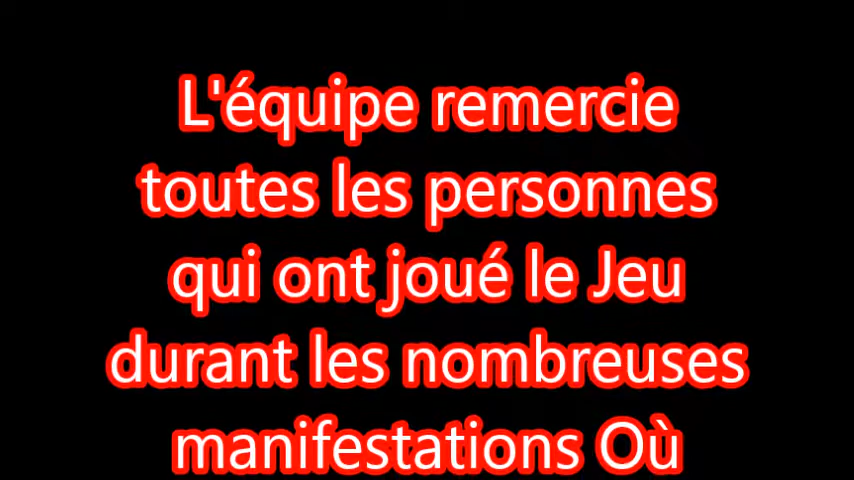 L'équipe remercie
toutes les personnes
qui ont joué le Jeu
durant les nombreuses
manifestations Où